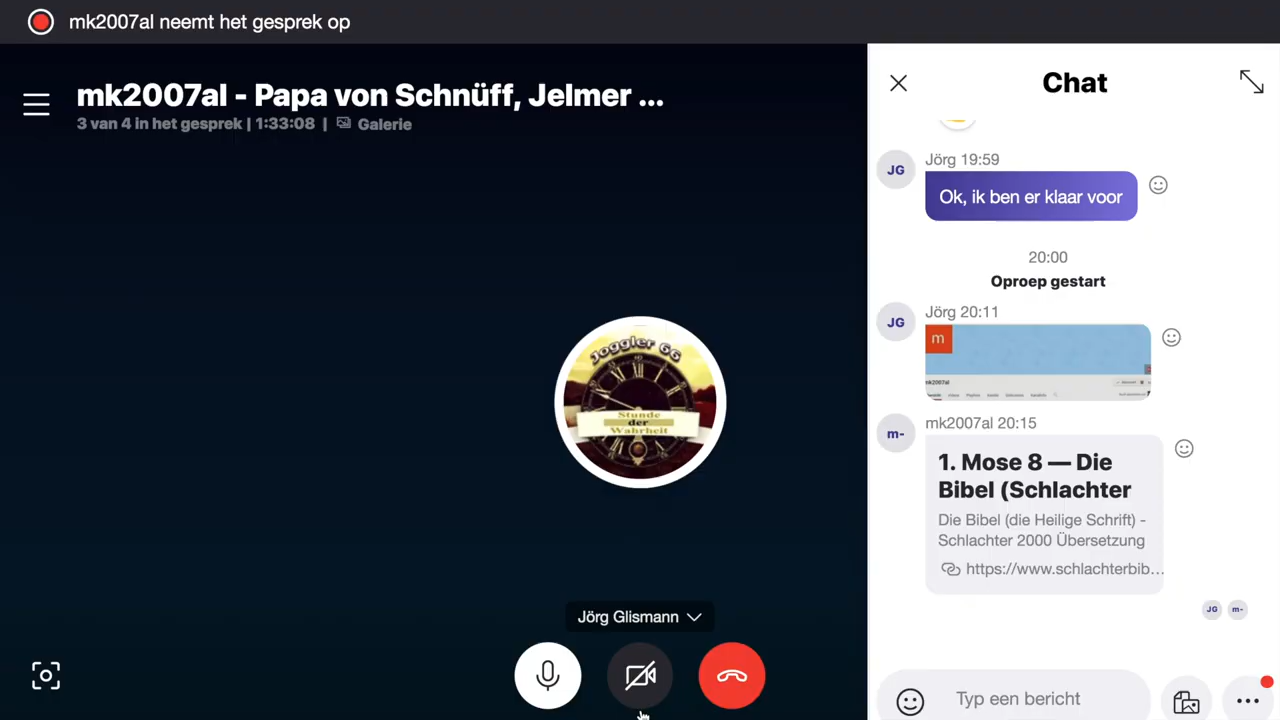 mk2007al neemt het gesprek op
mk2007al - Papa von Schnüff, Jelmer ...
3 van 4 in het gesprek | 1:33:08 | Galerie
Joggler 66
Stunde
der
Wahrheit
Jörg Glismann
Chat
Jörg 19:59
JG
Ok, ik ben er klaar voor
20:00
Oproep gestart
Jörg 20:11
JG
m
mk2007al
mk2007al 20:15
m-
1. Mose 8 — Die
Bibel (Schlachter
Die Bibel (die Heilige Schrift) -
Schlachter 2000 Übersetzung
https://www.schlachterbib...
JG m-
Typ een bericht